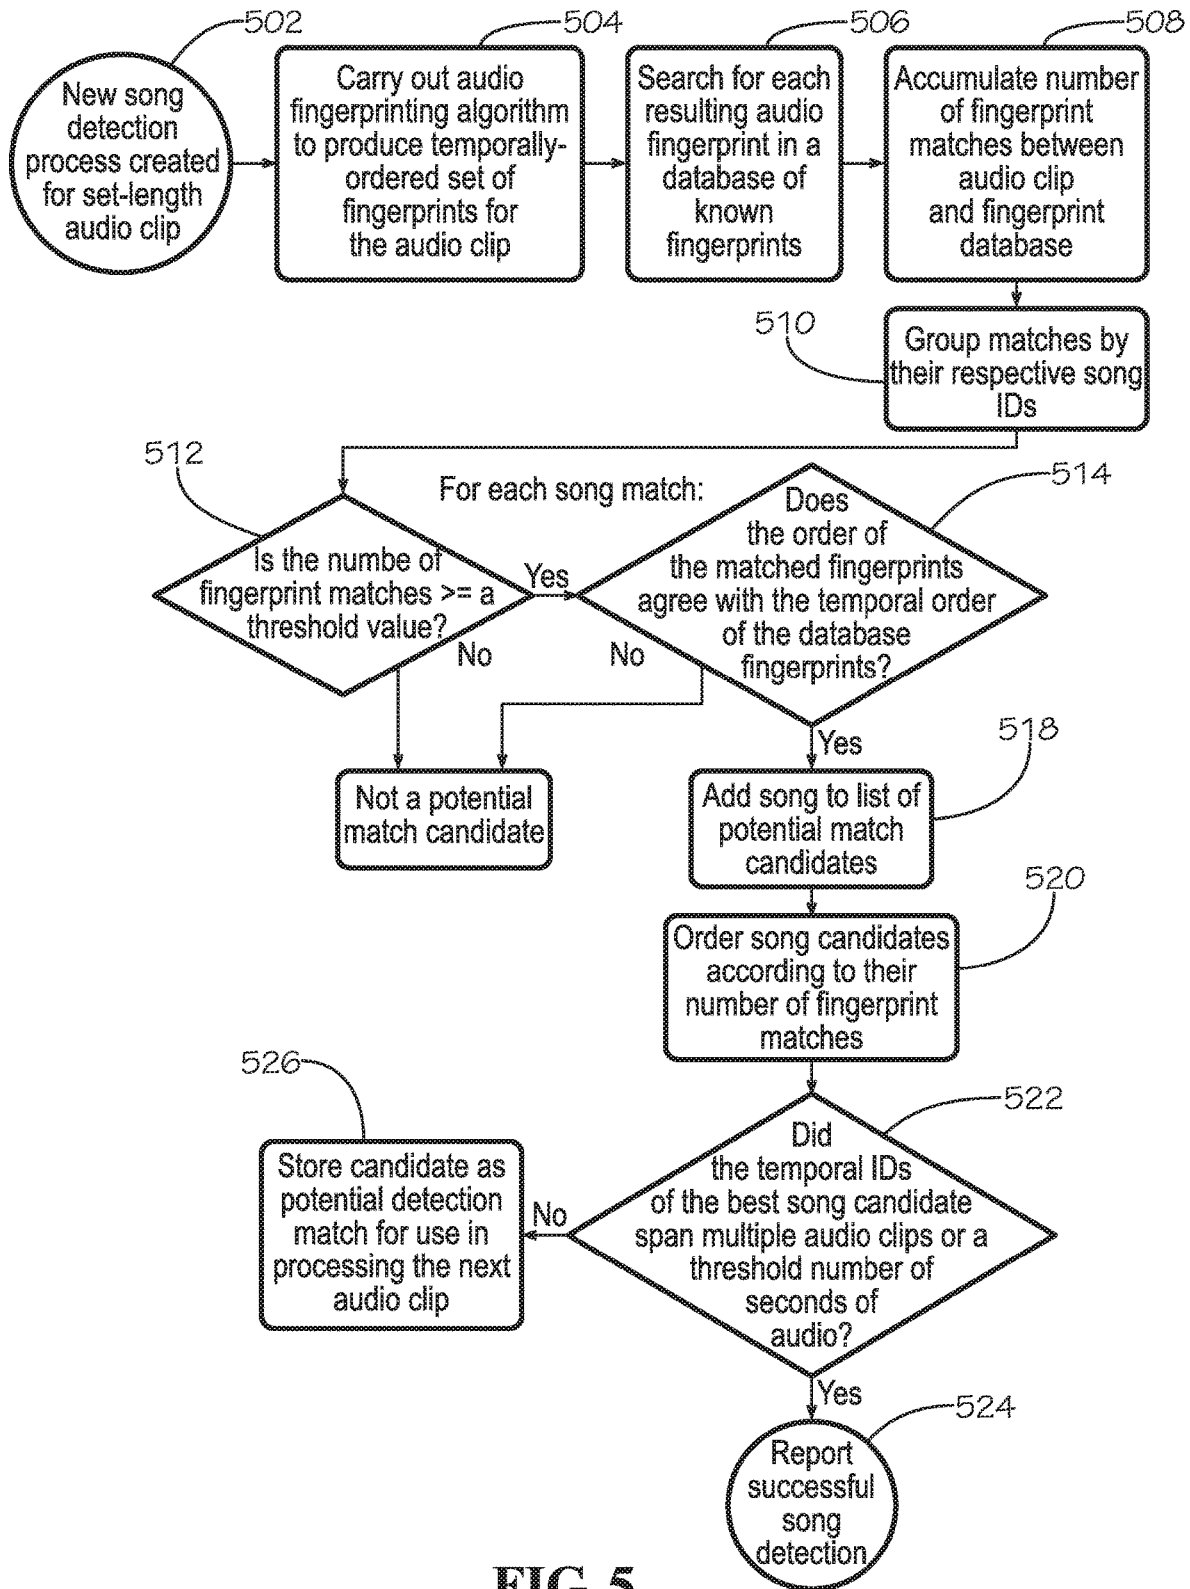 502
504
506
508
New song
detection
process created
for set-length
audio clip
Carry out audio
fingerprinting algorithm
to produce temporally-
ordered set of
fingerprints for
the audio clip
Search for each
resulting audio
fingerprint in a
database of
known
fingerprints
Accumulate number
of fingerprint
matches between
audio clip
and fingerprint
database
510
Group matches by
their respective song
IDs
512
For each song match:
514
Is the numbe of
fingerprint matches >= a
threshold value?
Yes
No
Does
the order of
the matched fingerprints
agree with the temporal order
of the database
fingerprints?
No
Yes
Not a potential
match candidate
518
Add song to list of
potential match
candidates
520
Order song candidates
according to their
number of fingerprint
matches
526
Store candidate as
potential detection
match for use in
processing the next
audio clip
No
522
Did
the temporal IDs
of the best song candidate
span multiple audio clips or a
threshold number of
seconds of
audio?
Yes
524
Report
successful
song
detection
FIG. 5